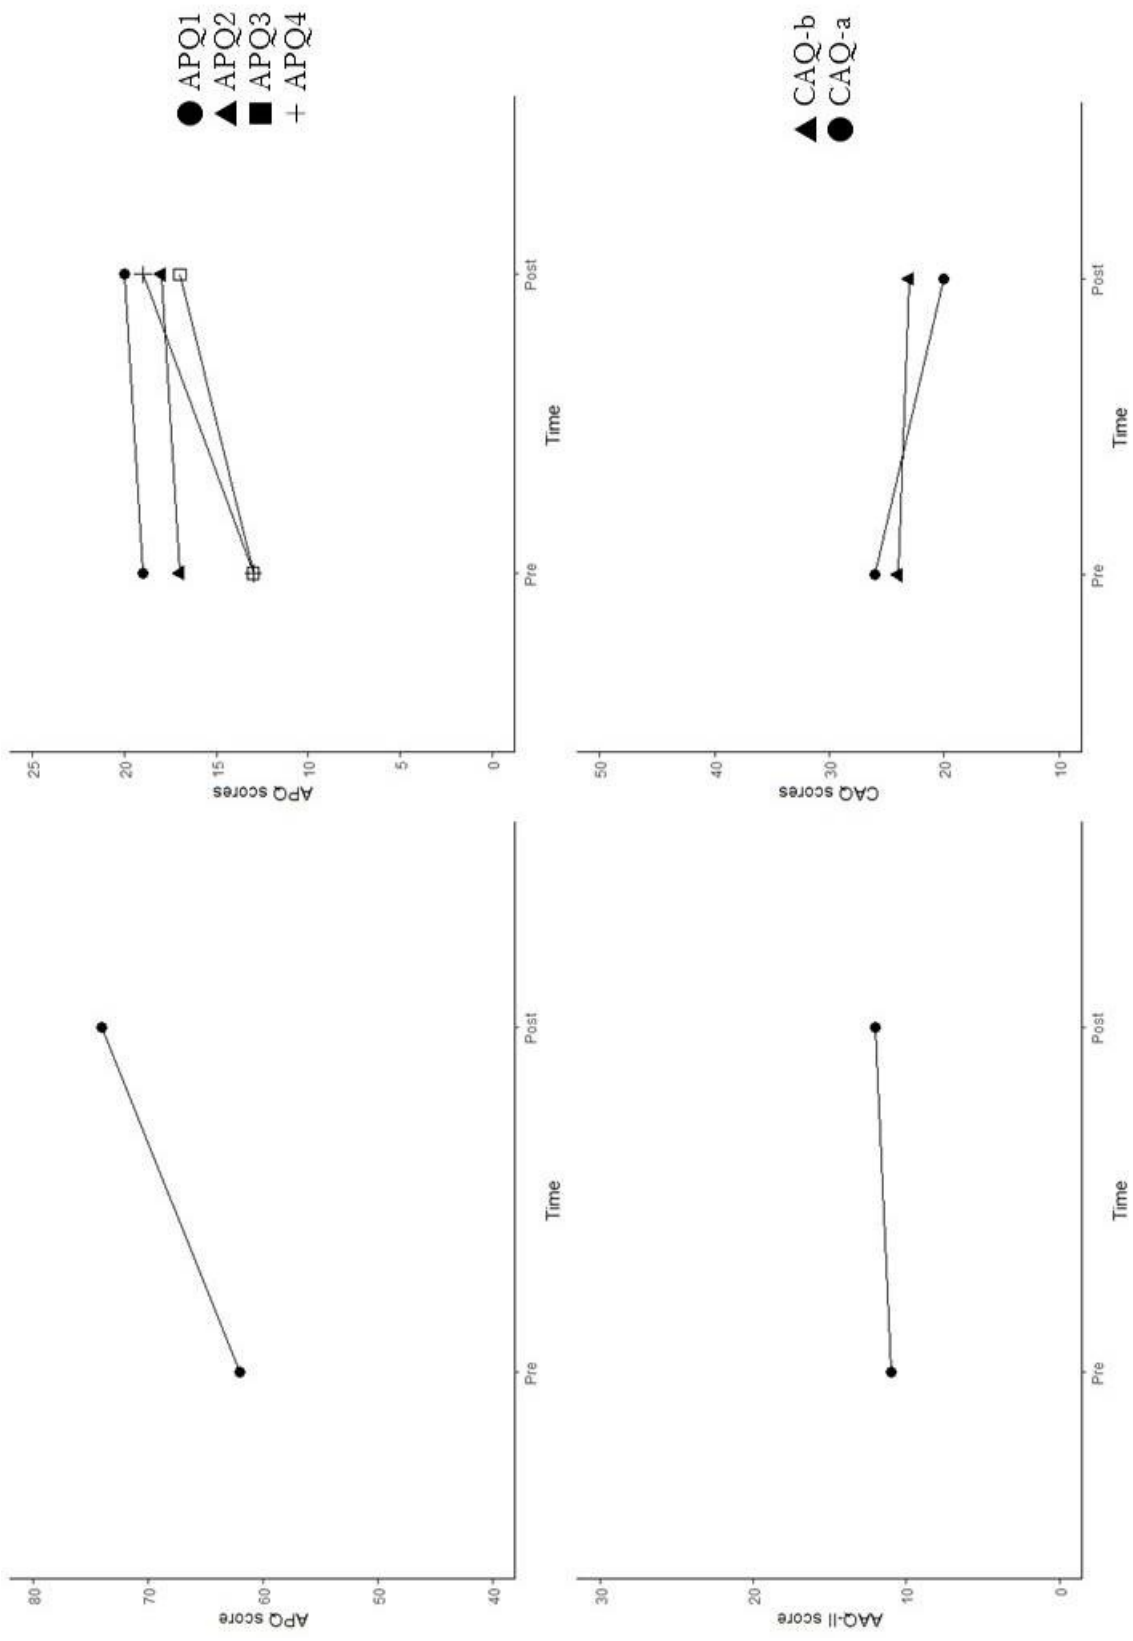 80
70
60
50
40
APQ score
Pre
Post
Time
25
20
15
10
5
0
APQ scores
Pre
Post
Time
APQ1
APQ2
APQ3
APQ4
30
20
10
0
AAQ-II score
Pre
Post
Time
50
40
30
20
10
CAQ scores
Pre
Post
Time
CAQ-b
CAQ-a